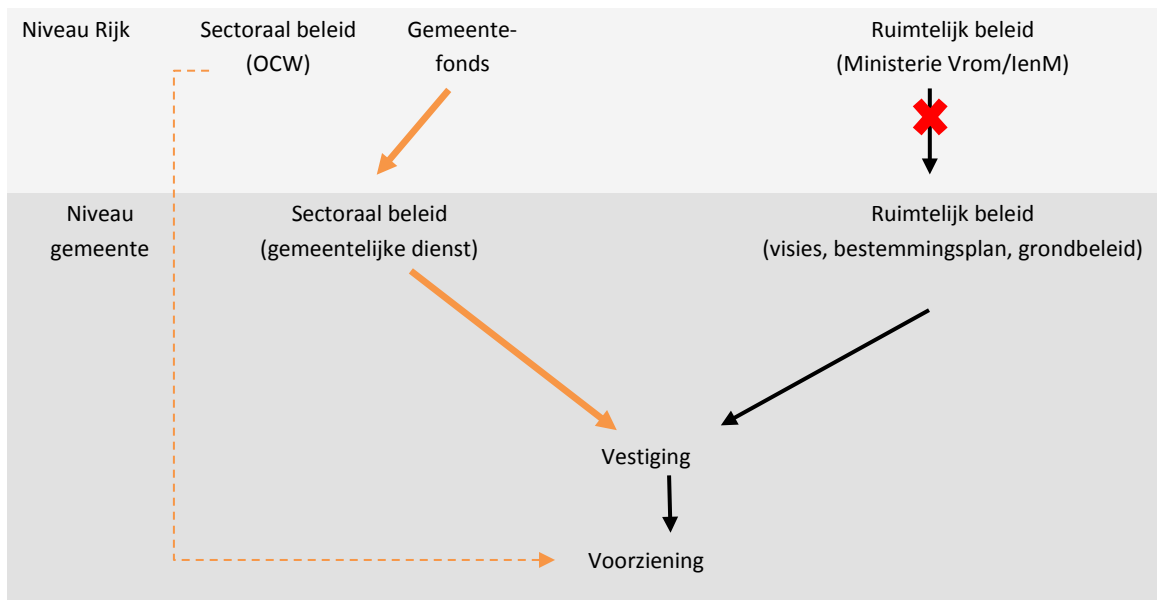 Niveau Rijk
Sectoraal beleid
(OCW)
Gemeente-
fonds
Ruimtelijk beleid
(Ministerie Vrom/IenM)
Niveau
gemeente
Sectoraal beleid
(gemeentelijke dienst)
Ruimtelijk beleid
(visies, bestemmingsplan, grondbeleid)
Vestiging
Voorziening